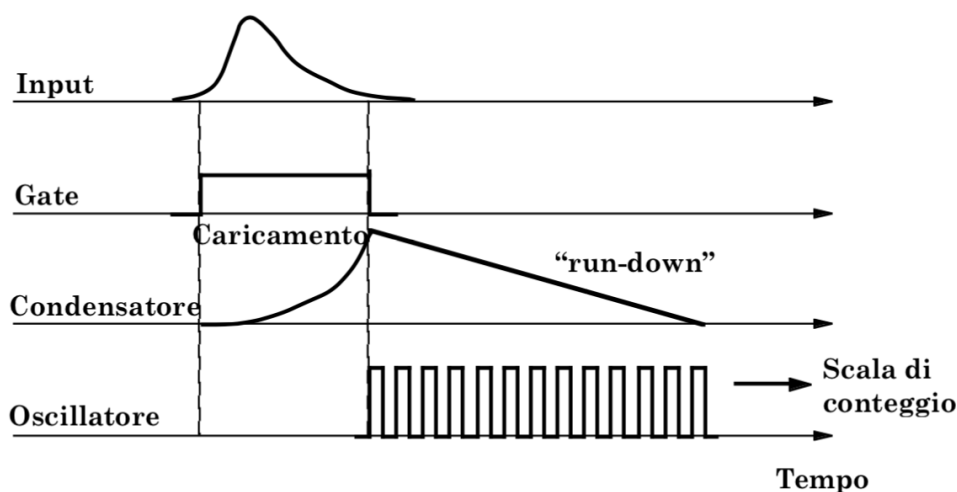 Input
Gate
Caricamento
“run-down”
Condensatore
Scala di
conteggio
Oscillatore
Tempo